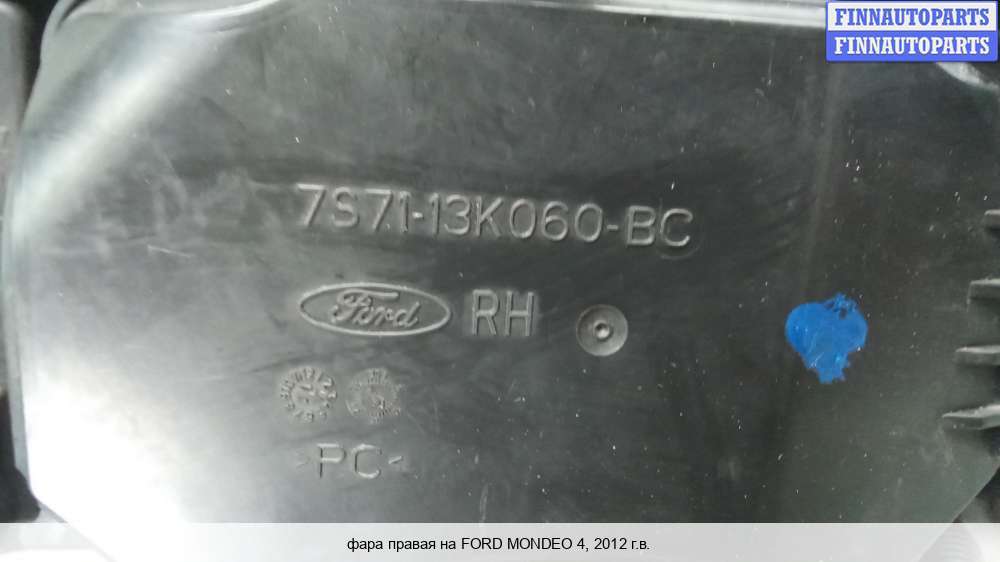 FINNAUTOPARTS
FINNAUTOPARTS
7S71-13K060-BC
Ford RH
>PC<
фара правая на FORD MONDEO 4, 2012 г.в.